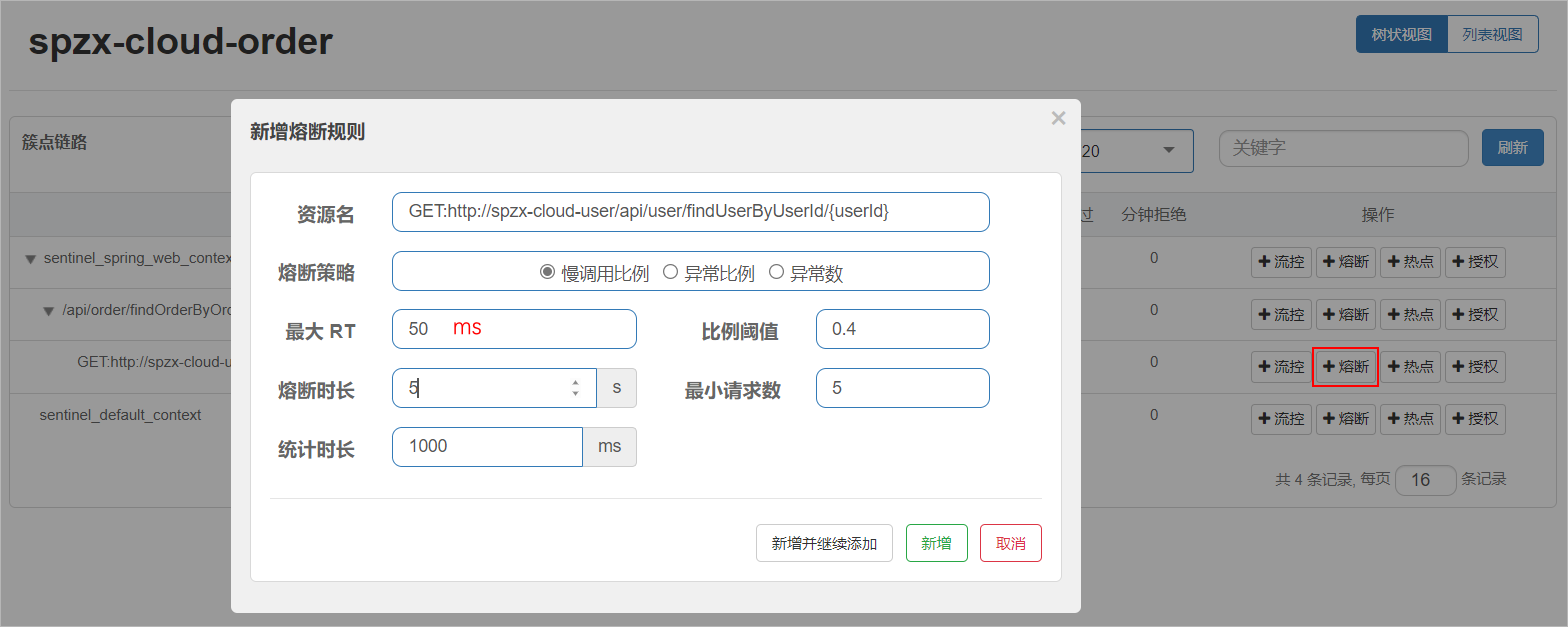 spzx-cloud-order
树状视图 列表视图
簇点链路 20 关键字 刷新
新增熔断规则 ×
过 分钟拒绝 操作
资源名 GET:http://spzx-cloud-user/api/user/findUserByUserId/{userId}
熔断策略 慢调用比例 异常比例 异常数
最大 RT 50 ms 比例阈值 0.4
熔断时长 5 s 最小请求数 5
统计时长 1000 ms
新增并继续添加 新增 取消
sentinel_spring_web_contex 0 流控 熔断 热点 授权
/api/order/findOrderByOrd 0 流控 熔断 热点 授权
GET:http://spzx-cloud-u 0 流控 熔断 热点 授权
sentinel_default_context 0 流控 熔断 热点 授权
共 4 条记录, 每页 16 条记录